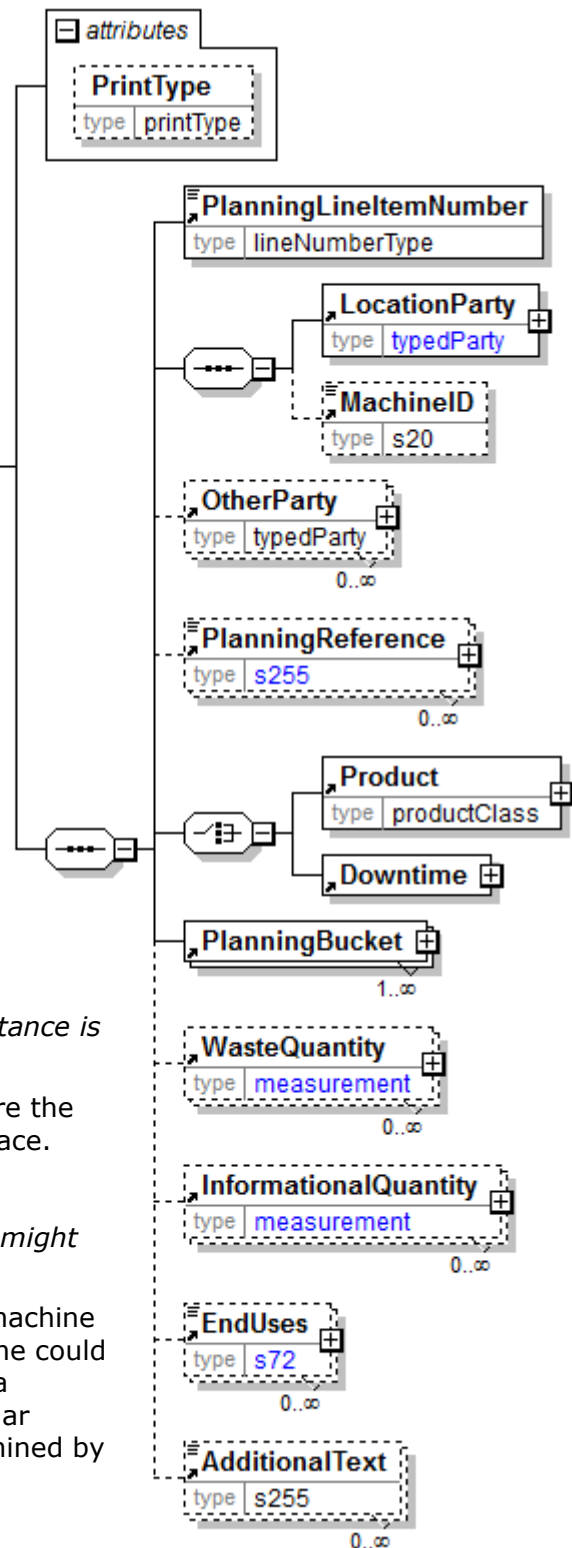 attributes
PrintType
type printType
PlanningLineItemNumber
type lineNumberType
LocationParty
type typedParty
MachineID
type s20
OtherParty
type typedParty
0..∞
PlanningReference
type s255
0..∞
Product
type productClass
Downtime
PlanningBucket
1..∞
tance is
re the
ace.
might
machine
ne could
a
ar
mined by
WasteQuantity
type measurement
0..∞
InformationalQuantity
type measurement
0..∞
EndUses
type s72
0..∞
AdditionalText
type s255
0..∞